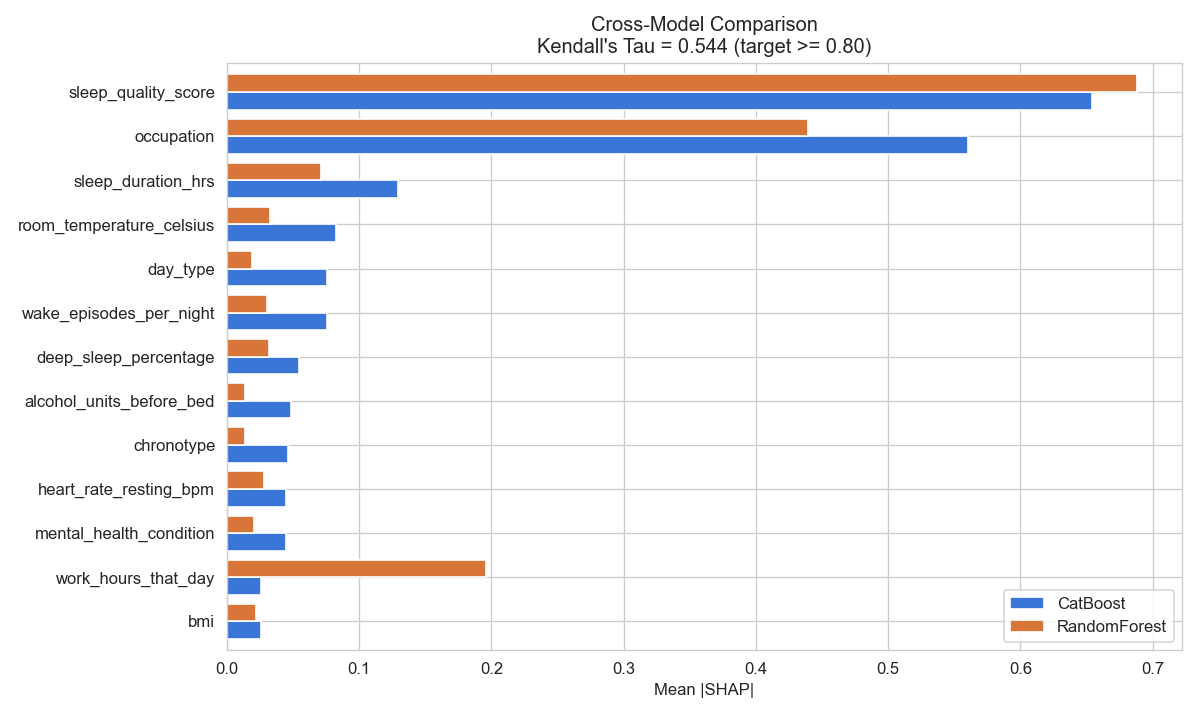 Cross-Model Comparison
Kendall's Tau = 0.544 (target >= 0.80)
sleep_quality_score
occupation
sleep_duration_hrs
room_temperature_celsius
day_type
wake_episodes_per_night
deep_sleep_percentage
alcohol_units_before_bed
chronotype
heart_rate_resting_bpm
mental_health_condition
work_hours_that_day
bmi
CatBoost
RandomForest
0.0 0.1 0.2 0.3 0.4 0.5 0.6 0.7
Mean |SHAP|